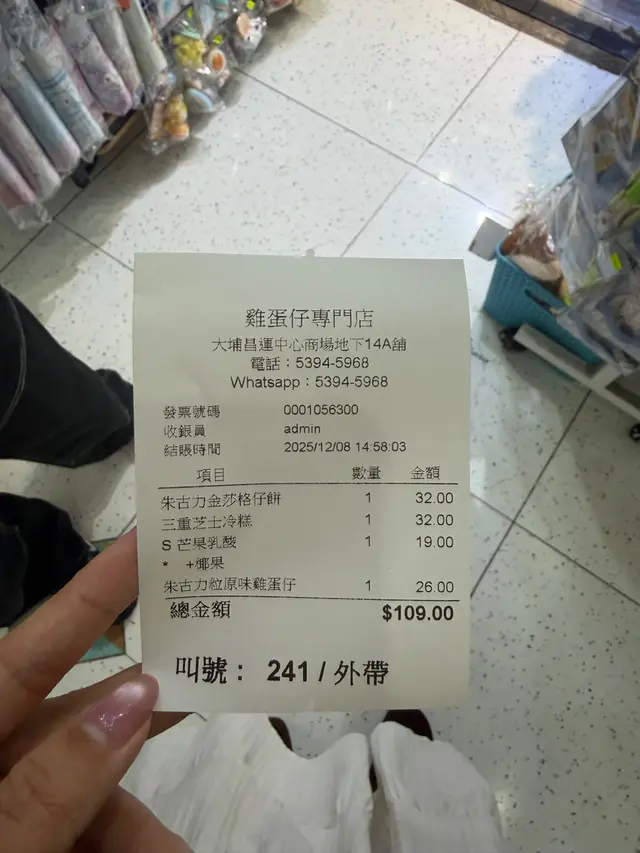 雞蛋仔專門店
大埔昌運中心商場地下14A舖
電話：5394-5968
Whatsapp：5394-5968
發票號碼 0001056300
收銀員 admin
結賬時間 2025/12/08 14:58:03
項目 數量 金額
朱古力金莎格仔餅 1 32.00
三重芝士冷糕 1 32.00
S 芒果乳酸 1 19.00
* +椰果
朱古力粒原味雞蛋仔 1 26.00
總金額 $109.00
叫號： 241 / 外帶